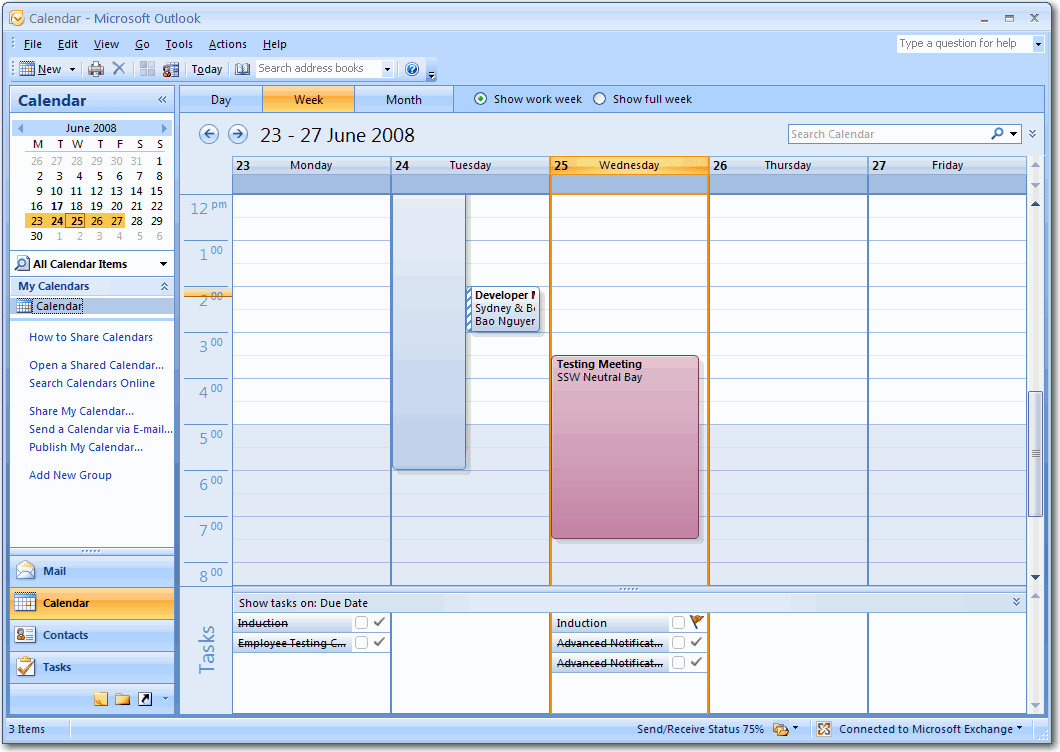 Calendar - Microsoft Outlook
File Edit View Go Tools Actions Help
Type a question for help
New Today Search address books
Calendar «
Day Week Month Show work week Show full week
June 2008
M T W T F S S
26 27 28 29 30 31 1
2 3 4 5 6 7 8
9 10 11 12 13 14 15
16 17 18 19 20 21 22
23 24 25 26 27 28 29
30 1 2 3 4 5 6
All Calendar Items
My Calendars
Calendar
How to Share Calendars
Open a Shared Calendar...
Search Calendars Online
Share My Calendar...
Send a Calendar via E-mail...
Publish My Calendar...
Add New Group
Mail
Calendar
Contacts
Tasks
23 - 27 June 2008
Search Calendar
23 Monday 24 Tuesday 25 Wednesday 26 Thursday 27 Friday
12 pm
1 00
2 00
3 00
4 00
5 00
6 00
7 00
8 00
Developer
Sydney &
Bao Nguyen
Testing Meeting
SSW Neutral Bay
Tasks
Show tasks on: Due Date
Induction
Employee Testing C...
Induction
Advanced Notificat...
Advanced Notificat...
3 Items
Send/Receive Status 75%
Connected to Microsoft Exchange